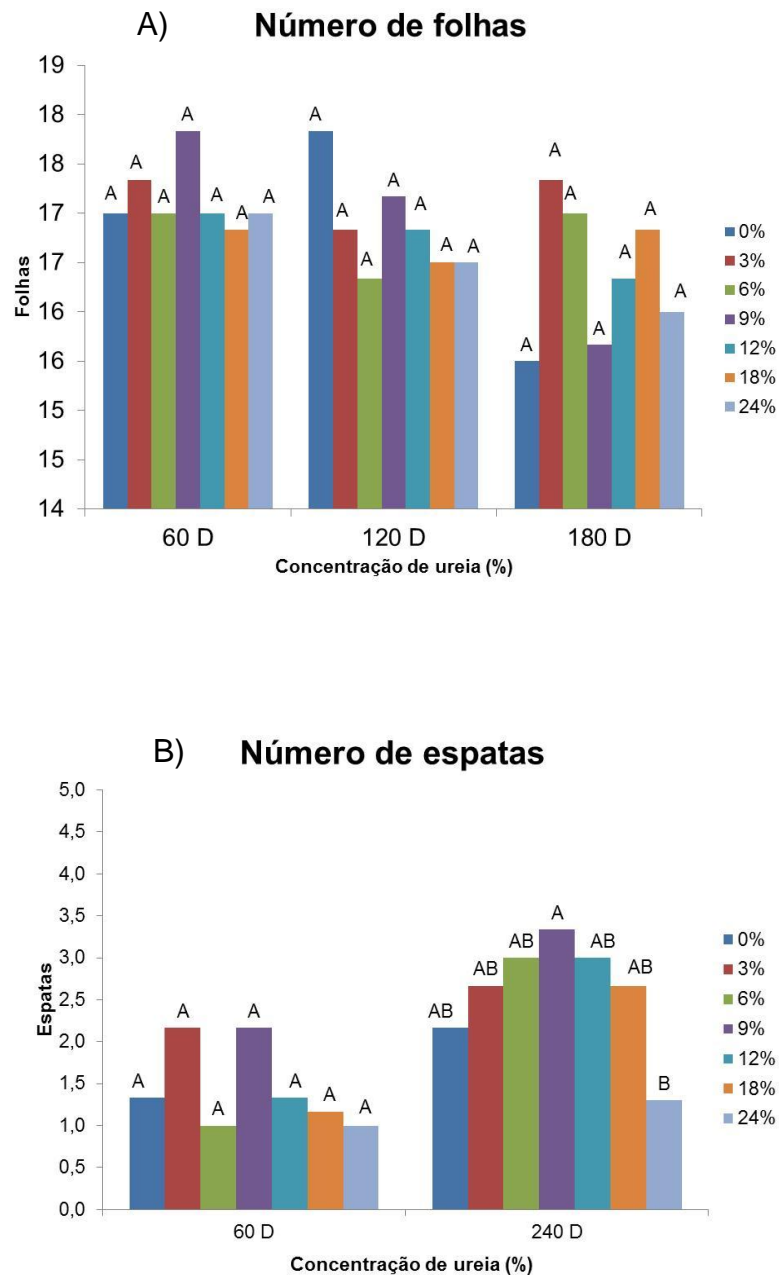 A) Número de folhas
19
18
18
17
17
16
16
15
15
14
Folhas
A A A A A A A
A A A A A A A
A A A A A A A
60 D 120 D 180 D
Concentração de ureia (%)
0%
3%
6%
9%
12%
18%
24%
B) Número de espatas
5,0
4,5
4,0
3,5
3,0
2,5
2,0
1,5
1,0
0,5
0,0
Espatas
A A A A A A A
AB AB AB A AB AB B
60 D 240 D
Concentração de ureia (%)
0%
3%
6%
9%
12%
18%
24%